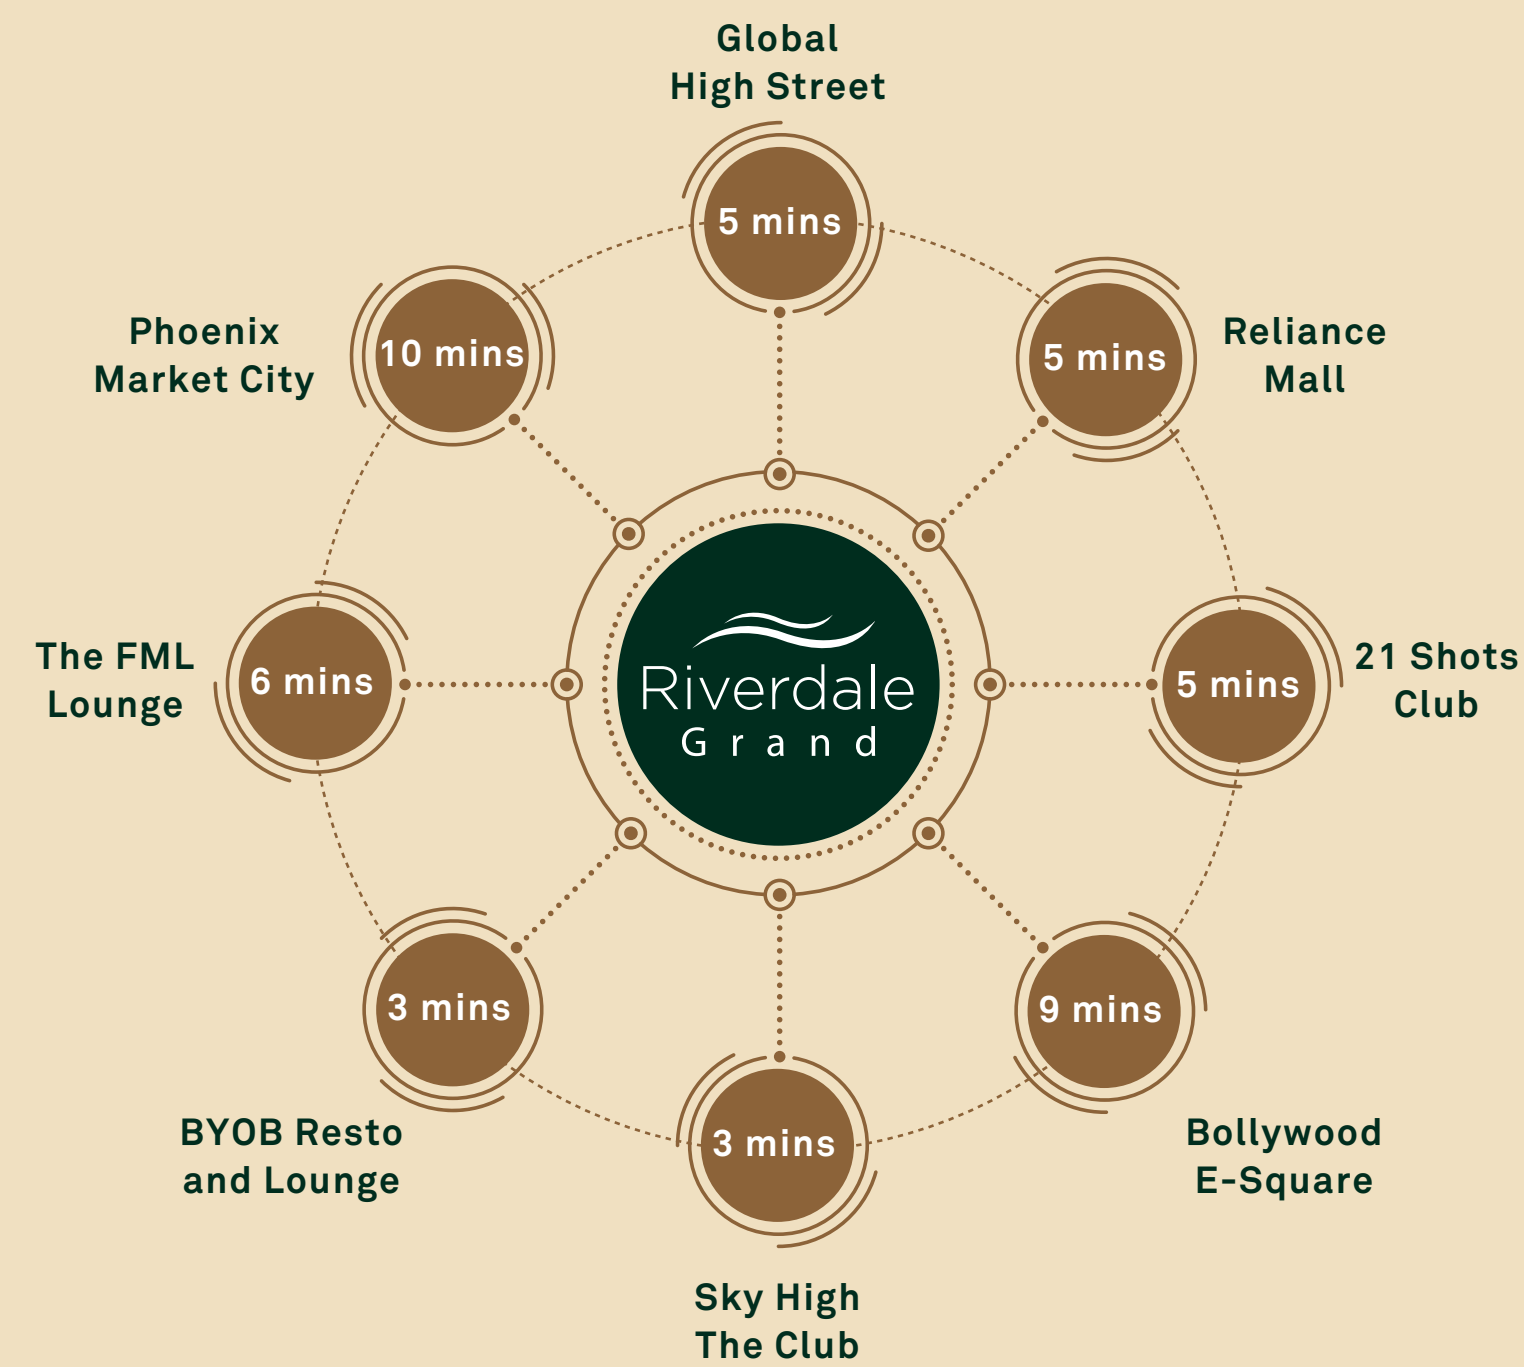 Global
High Street
5 mins
Phoenix
Market City
10 mins
5 mins
Reliance
Mall
The FML
Lounge
6 mins
Riverdale
Grand
5 mins
21 Shots
Club
3 mins
BYOB Resto
and Lounge
9 mins
Bollywood
E-Square
3 mins
Sky High
The Club